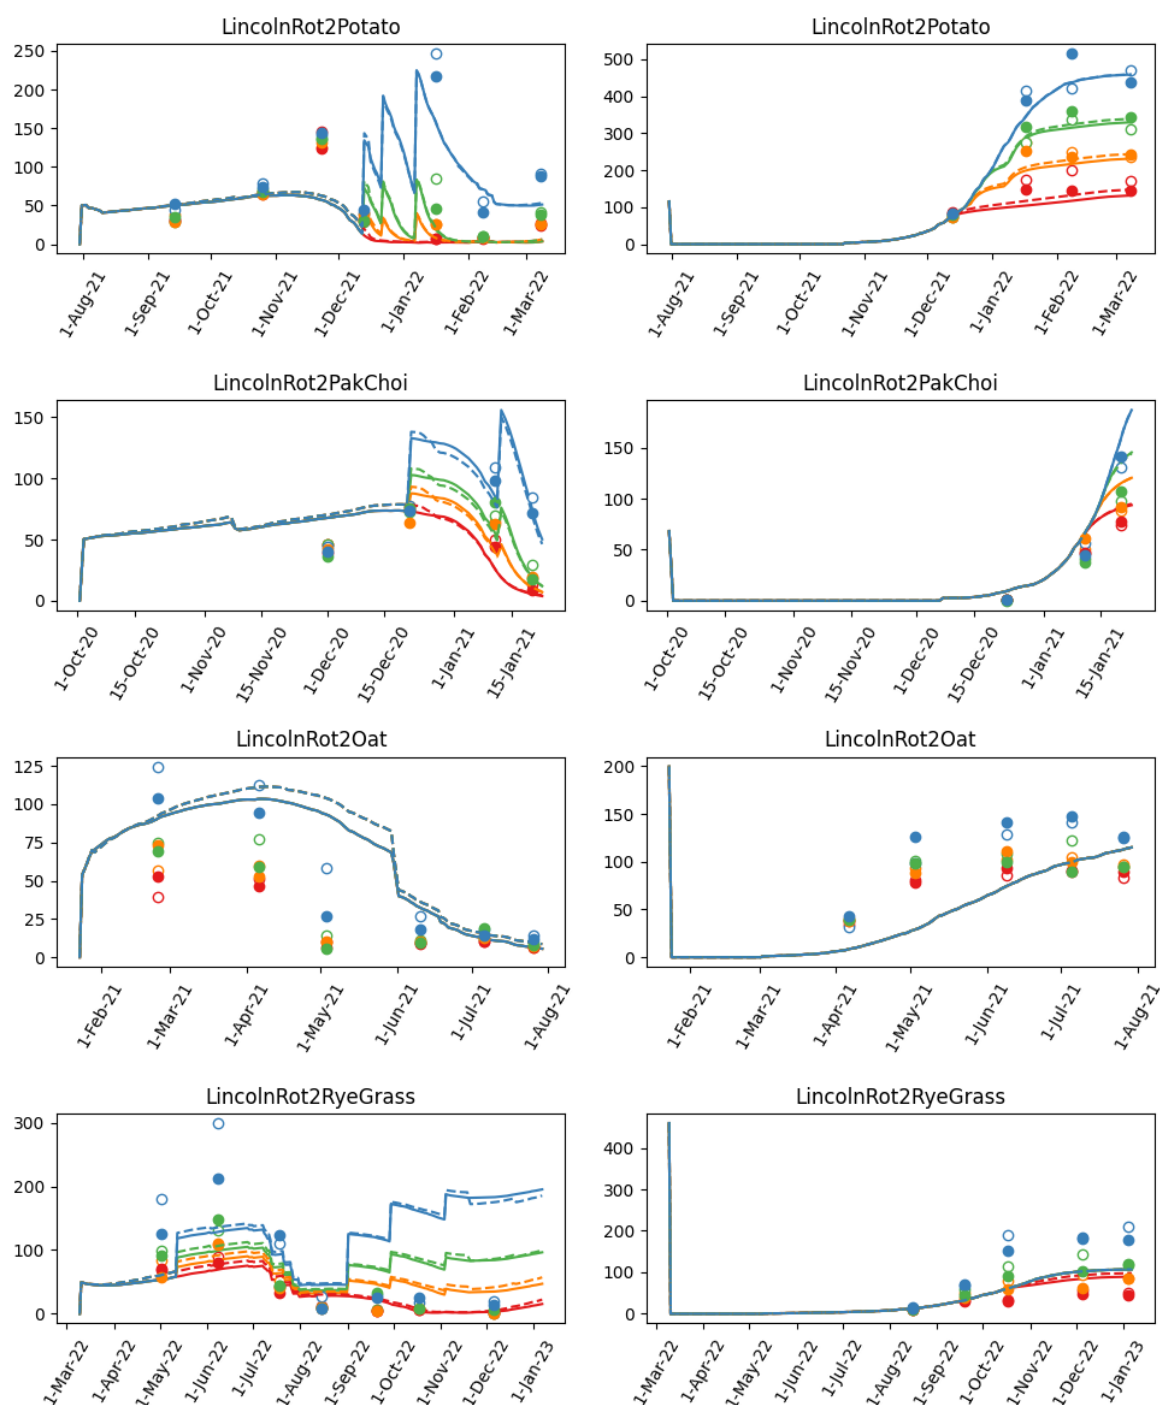 LincolnRot2Potato
LincolnRot2Potato
250
200
150
100
50
0
1-Aug-21
1-Sep-21
1-Oct-21
1-Nov-21
1-Dec-21
1-Jan-22
1-Feb-22
1-Mar-22
500
400
300
200
100
0
1-Aug-21
1-Sep-21
1-Oct-21
1-Nov-21
1-Dec-21
1-Jan-22
1-Feb-22
1-Mar-22
LincolnRot2PakChoi
LincolnRot2PakChoi
150
100
50
0
1-Oct-20
15-Oct-20
1-Nov-20
15-Nov-20
1-Dec-20
15-Dec-20
1-Jan-21
15-Jan-21
150
100
50
0
1-Oct-20
15-Oct-20
1-Nov-20
15-Nov-20
1-Dec-20
15-Dec-20
1-Jan-21
15-Jan-21
LincolnRot2Oat
LincolnRot2Oat
125
100
75
50
25
0
1-Feb-21
1-Mar-21
1-Apr-21
1-May-21
1-Jun-21
1-Jul-21
1-Aug-21
200
150
100
50
0
1-Feb-21
1-Mar-21
1-Apr-21
1-May-21
1-Jun-21
1-Jul-21
1-Aug-21
LincolnRot2RyeGrass
LincolnRot2RyeGrass
300
200
100
0
1-Mar-22
1-Apr-22
1-May-22
1-Jun-22
1-Jul-22
1-Aug-22
1-Sep-22
1-Oct-22
1-Nov-22
1-Dec-22
1-Jan-23
400
300
200
100
0
1-Mar-22
1-Apr-22
1-May-22
1-Jun-22
1-Jul-22
1-Aug-22
1-Sep-22
1-Oct-22
1-Nov-22
1-Dec-22
1-Jan-23